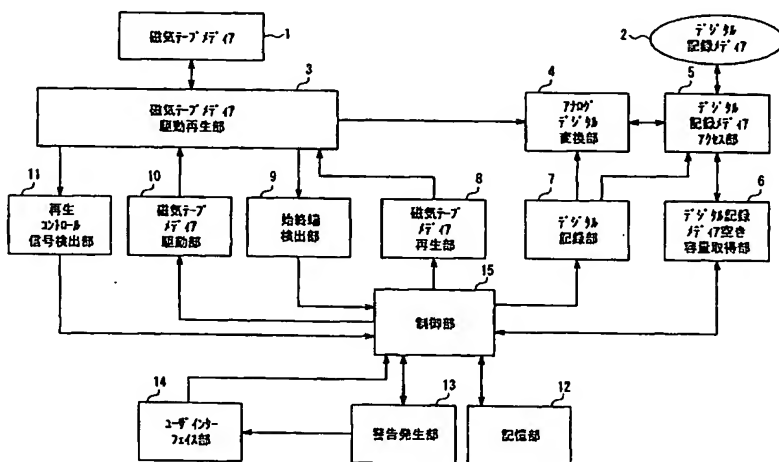 磁気テープメディア
1
デジタル
記録メディア
2
3
磁気テープメディア
駆動再生部
4
アナログ
デジタル
変換部
5
デジタル
記録メディア
アクセス部
11
再生
コントロール
信号検出部
10
磁気テープ
メディア
駆動部
9
始終端
検出部
8
磁気テープ
メディア
再生部
7
デジタル
記録部
6
デジタル記録
メディア空き
容量取得部
15
制御部
14
ユーザインター
フェイス部
13
警告発生部
12
記憶部